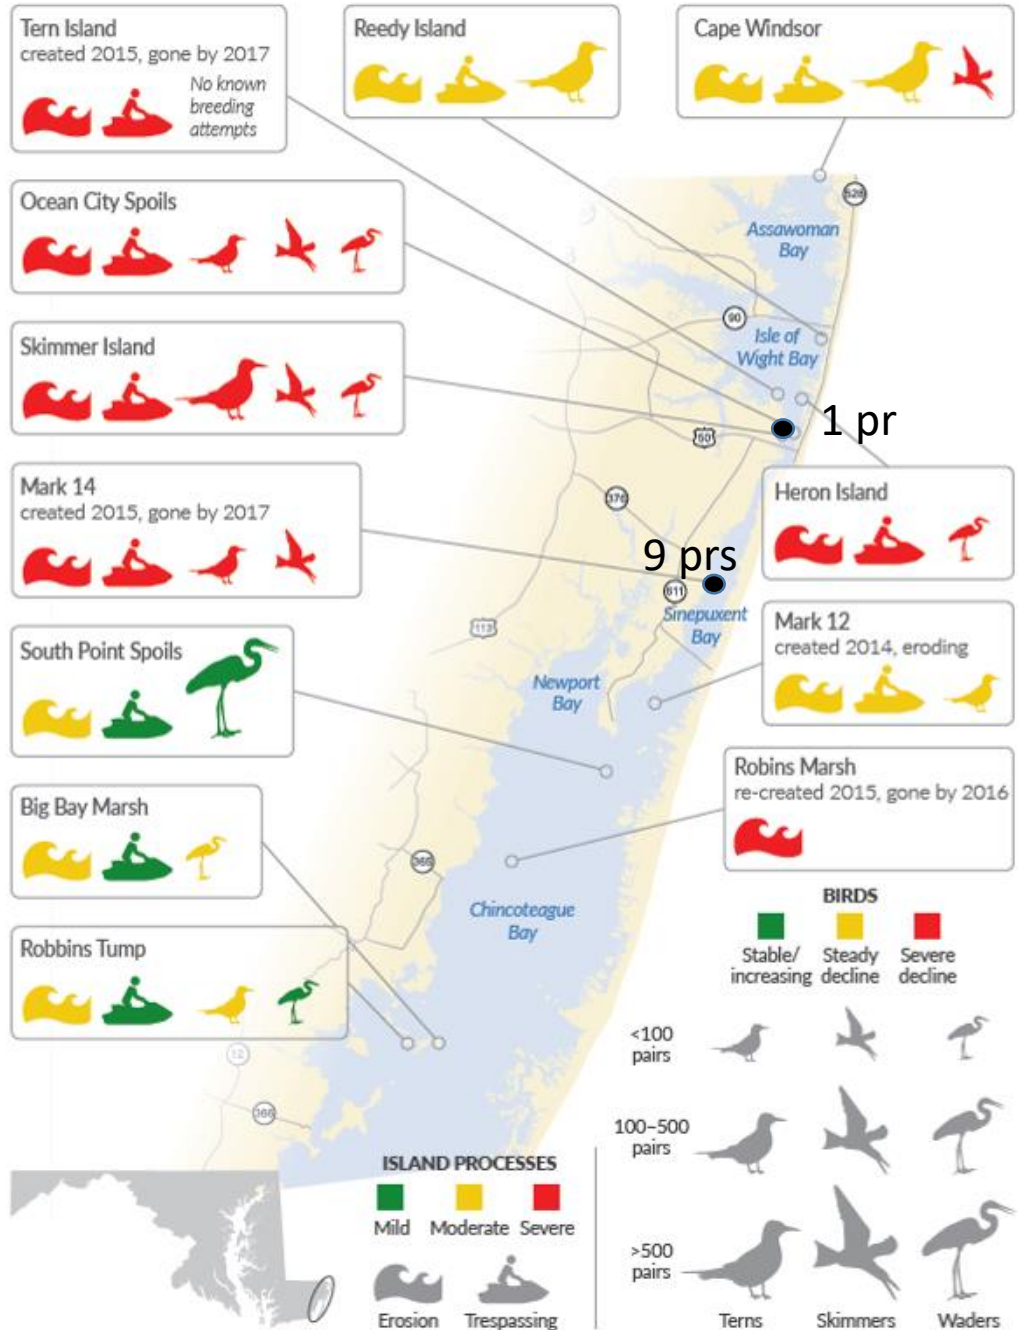 Tern Island
created 2015, gone by 2017
No known
breeding
attempts
Reedy Island
Cape Windsor
Ocean City Spoils
Skimmer Island
Mark 14
created 2015, gone by 2017
South Point Spoils
Big Bay Marsh
Robbins Tump
528
Assawoman
Bay
90
Isle of
Wight Bay
1 pr
50
Heron Island
376
9 prs
611
Sinepuxent
Bay
113
Mark 12
created 2014, eroding
Newport
Bay
Robins Marsh
re-created 2015, gone by 2016
365
Chincoteague
Bay
12
366
BIRDS
Stable/
increasing
Steady
decline
Severe
decline
<100
pairs
100–500
pairs
>500
pairs
Terns
Skimmers
Waders
ISLAND PROCESSES
Mild
Moderate
Severe
Erosion
Trespassing